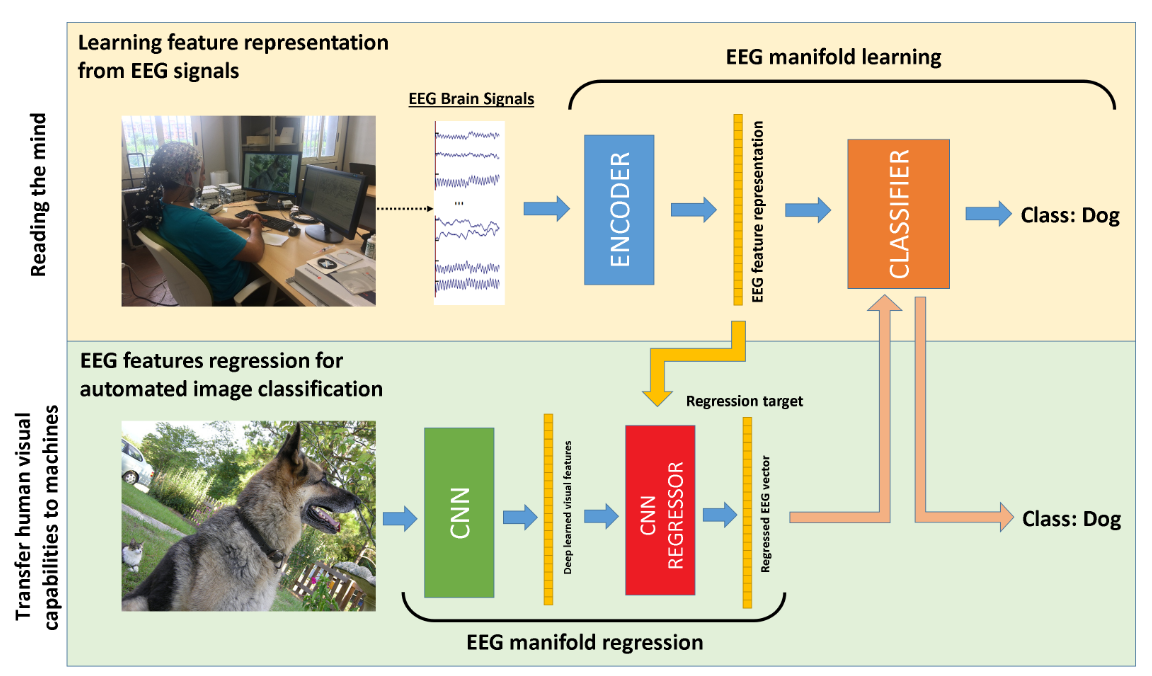 Learning feature representation
from EEG signals
EEG manifold learning
EEG Brain Signals
Reading the mind
...
ENCODER
EEG feature representation
CLASSIFIER
Class: Dog
EEG features regression for
automated image classification
Regression target
Transfer human visual
capabilities to machines
CNN
Deep learned visual features
CNN
REGRESSOR
Regressed EEG vector
Class: Dog
EEG manifold regression